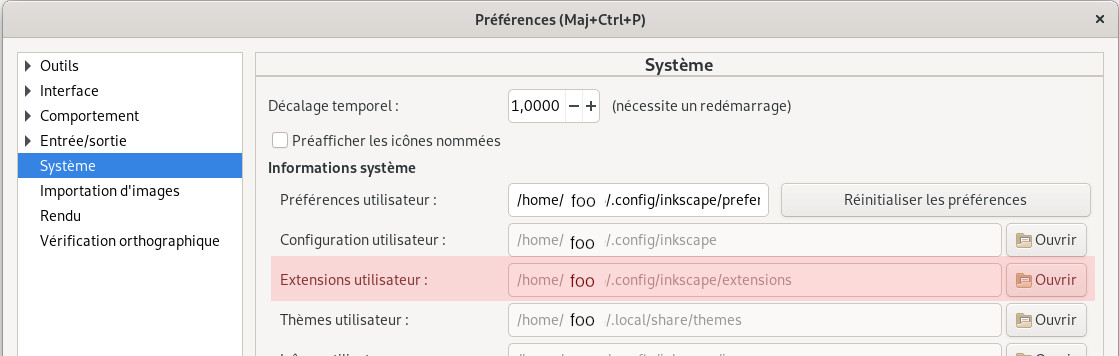 Préférences (Maj+Ctrl+P)
Outils
Interface
Comportement
Entrée/sortie
Système
Importation d'images
Rendu
Vérification orthographique
Système
Décalage temporel : 1,0000 (nécessite un redémarrage)
Préafficher les icônes nommées
Informations système
Préférences utilisateur : /home/ foo /.config/inkscape/prefer Réinitialiser les préférences
Configuration utilisateur : /home/ foo /.config/inkscape Ouvrir
Extensions utilisateur : /home/ foo /.config/inkscape/extensions Ouvrir
Thèmes utilisateur : /home/ foo /.local/share/themes Ouvrir